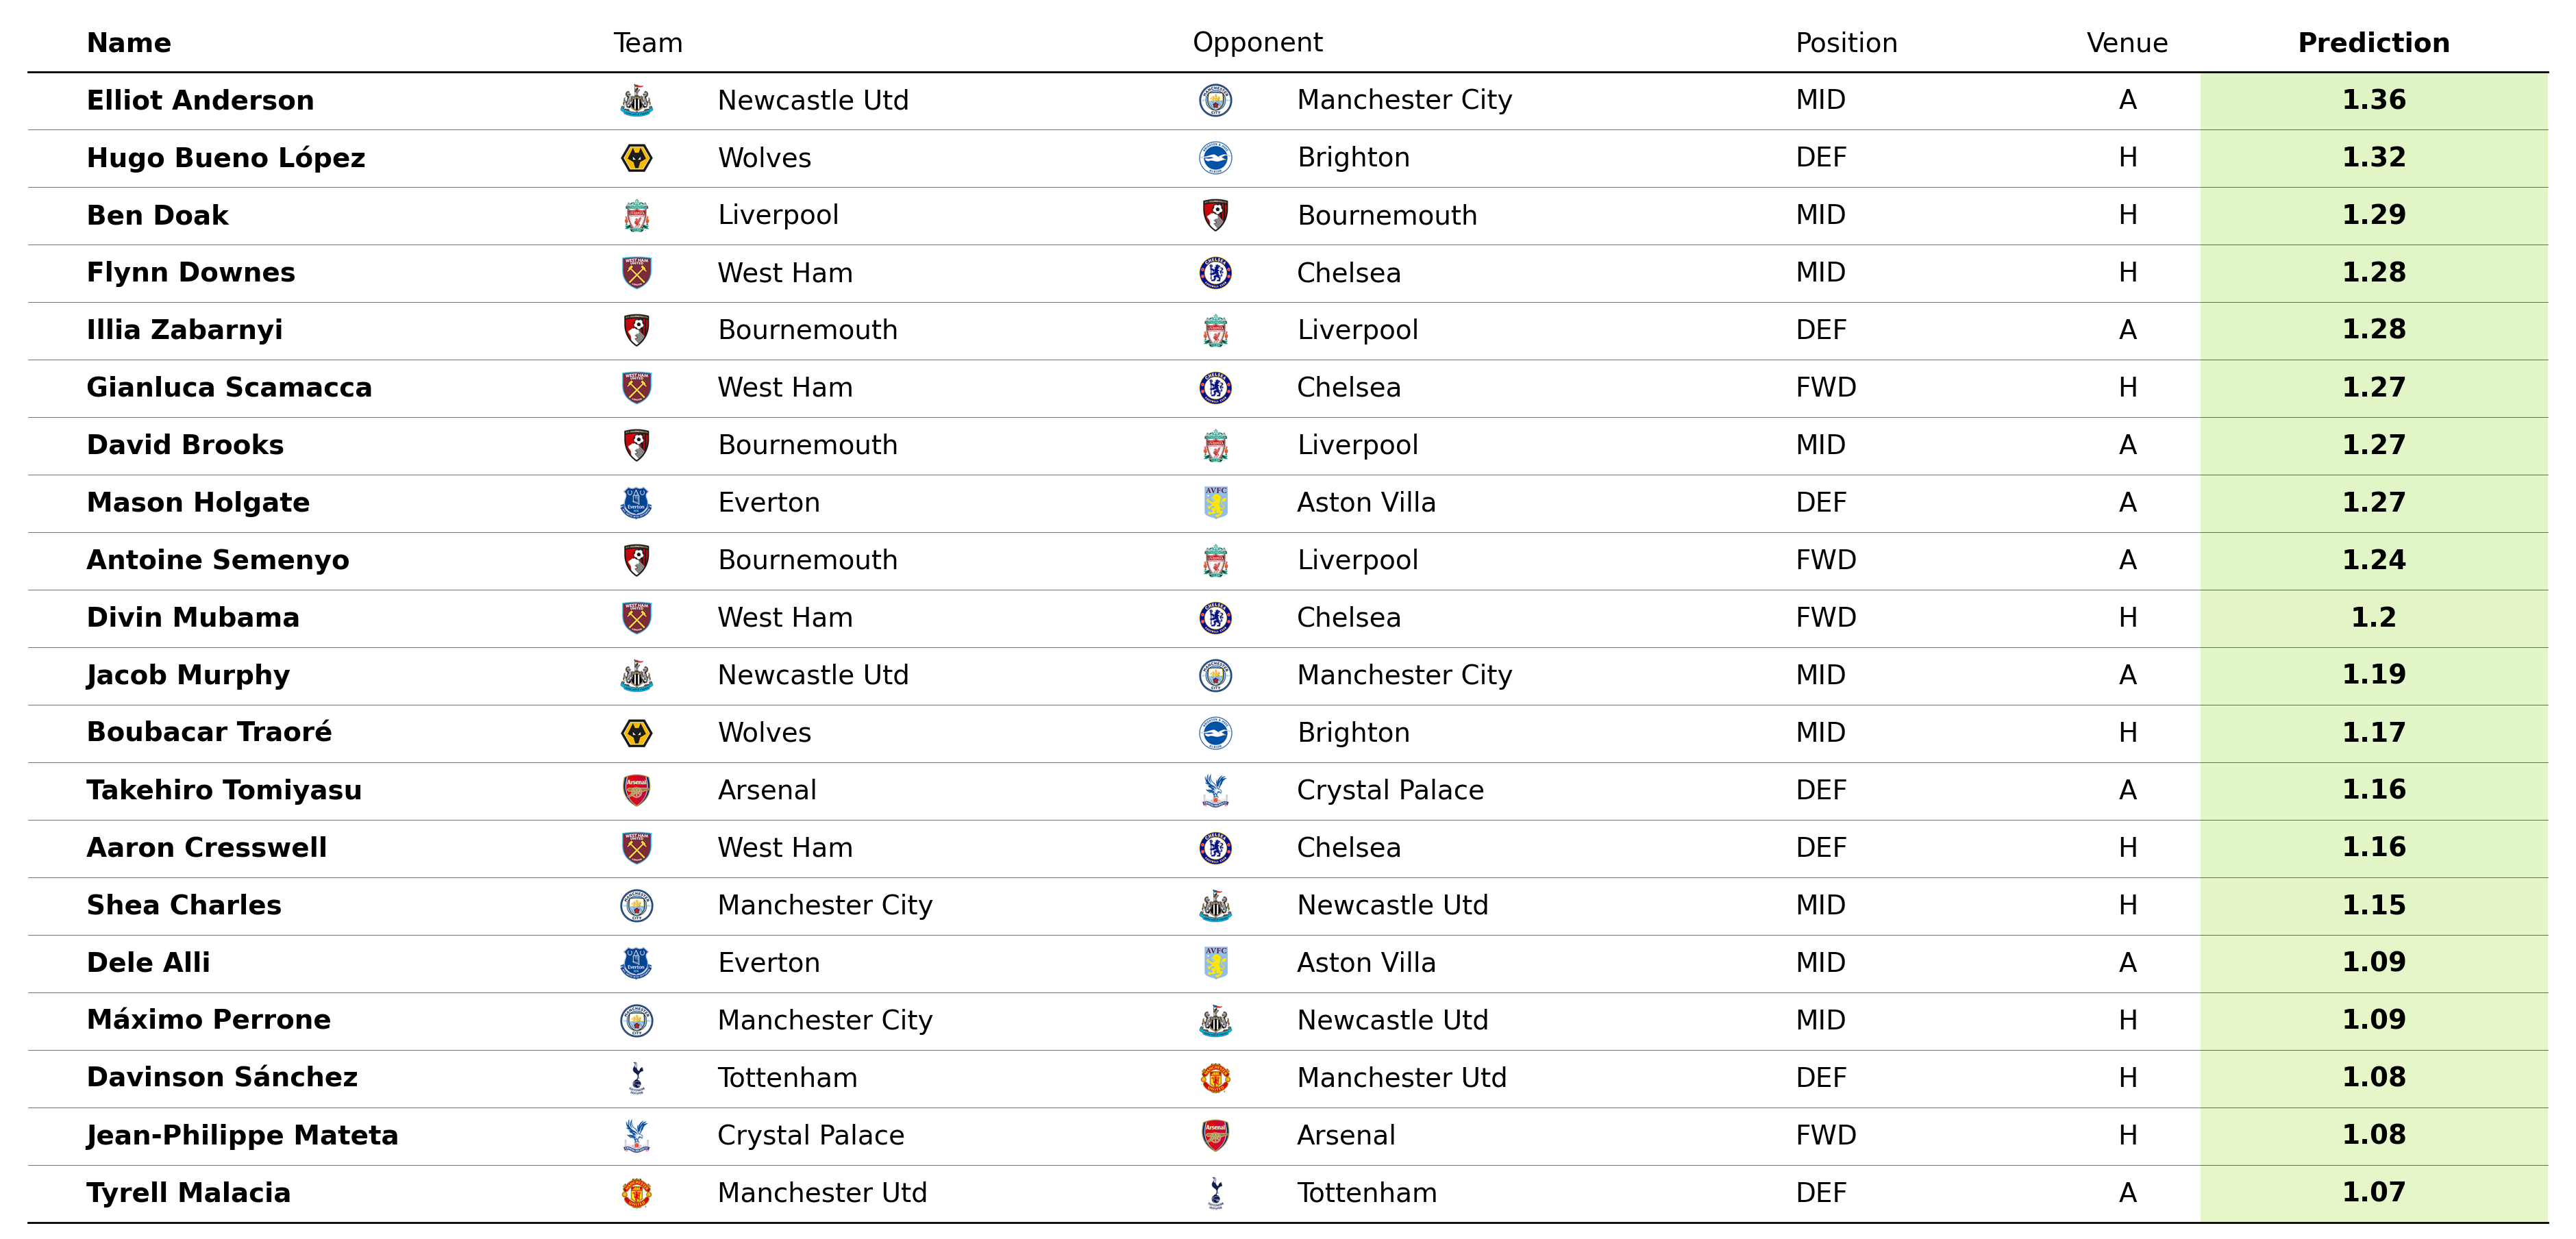 Name Team Opponent Position Venue Prediction
Elliot Anderson Newcastle Utd Manchester City MID A 1.36
Hugo Bueno López Wolves Brighton DEF H 1.32
Ben Doak Liverpool Bournemouth MID H 1.29
Flynn Downes West Ham Chelsea MID H 1.28
Illia Zabarnyi Bournemouth Liverpool DEF A 1.28
Gianluca Scamacca West Ham Chelsea FWD H 1.27
David Brooks Bournemouth Liverpool MID A 1.27
Mason Holgate Everton Aston Villa DEF A 1.27
Antoine Semenyo Bournemouth Liverpool FWD A 1.24
Divin Mubama West Ham Chelsea FWD H 1.2
Jacob Murphy Newcastle Utd Manchester City MID A 1.19
Boubacar Traoré Wolves Brighton MID H 1.17
Takehiro Tomiyasu Arsenal Crystal Palace DEF A 1.16
Aaron Cresswell West Ham Chelsea DEF H 1.16
Shea Charles Manchester City Newcastle Utd MID H 1.15
Dele Alli Everton Aston Villa MID A 1.09
Máximo Perrone Manchester City Newcastle Utd MID H 1.09
Davinson Sánchez Tottenham Manchester Utd DEF H 1.08
Jean-Philippe Mateta Crystal Palace Arsenal FWD H 1.08
Tyrell Malacia Manchester Utd Tottenham DEF A 1.07